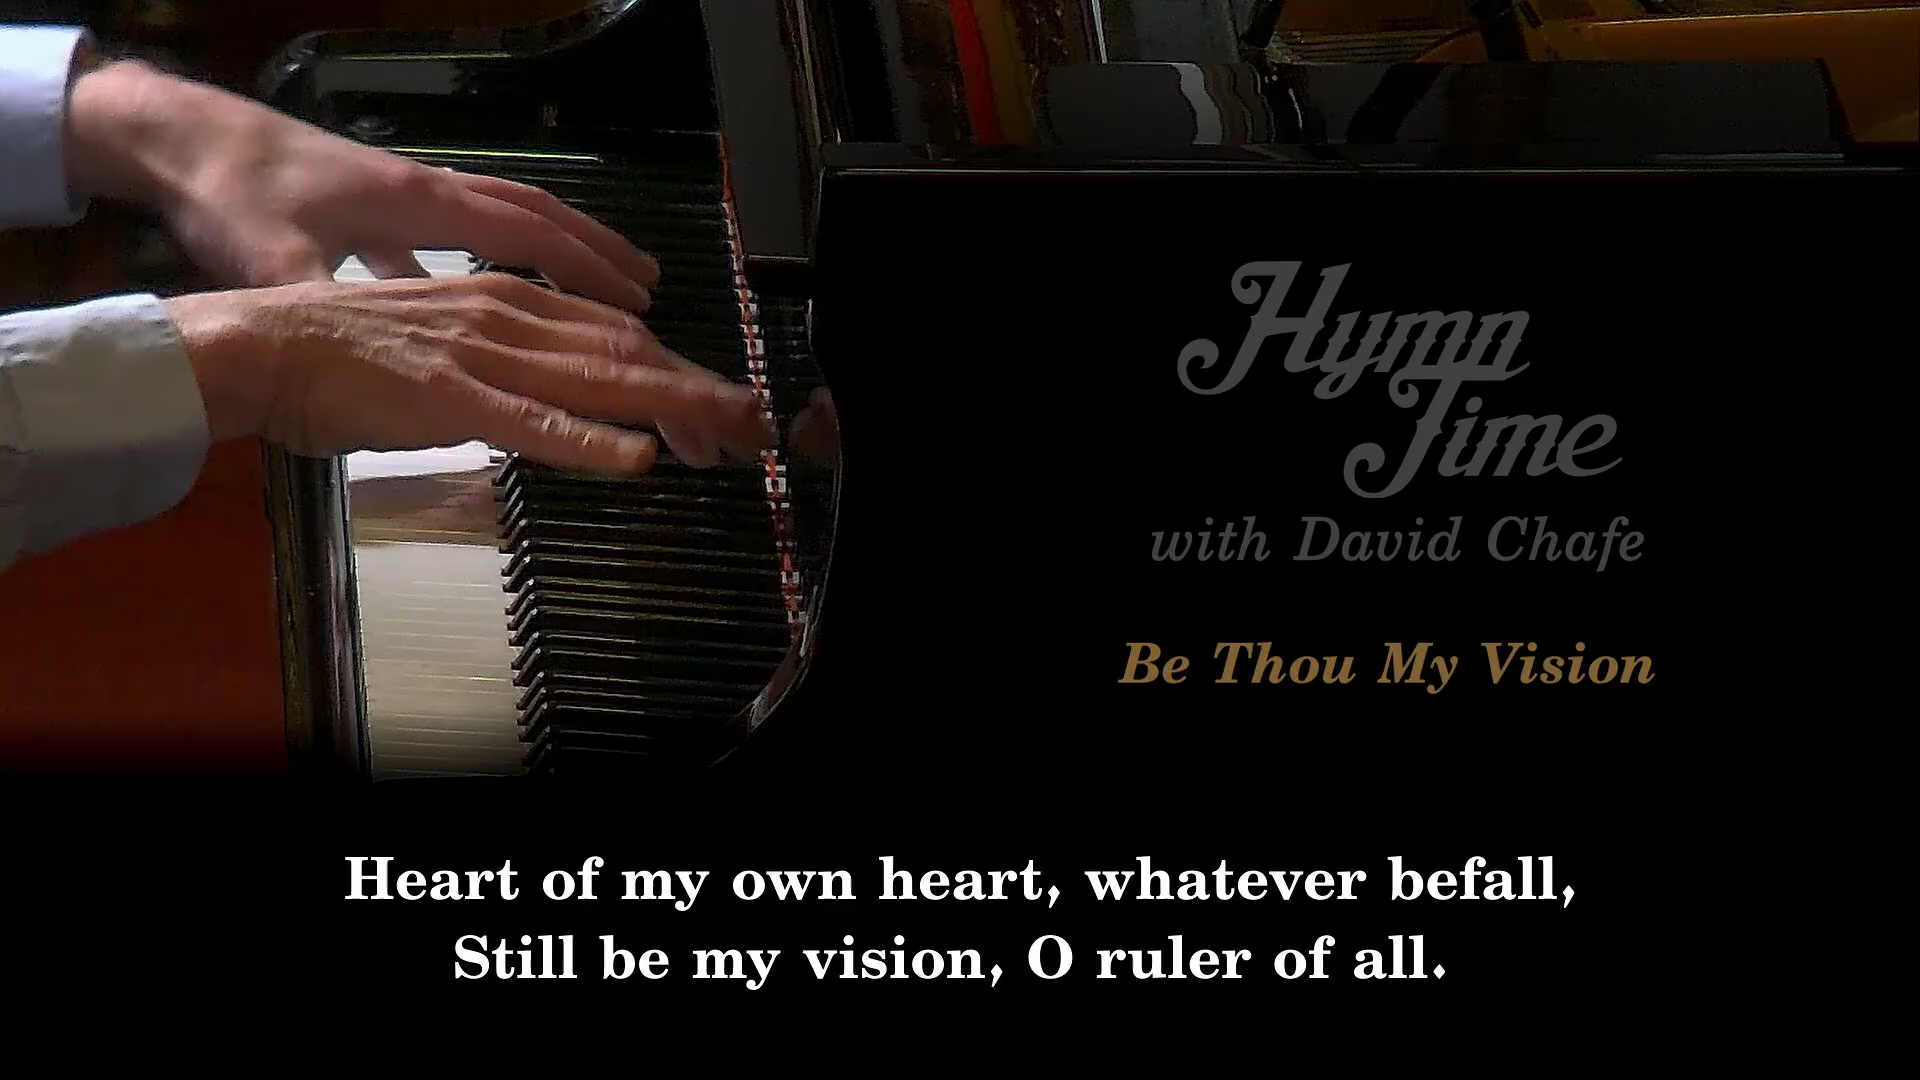 Hymn
Time
with David Chafe
Be Thou My Vision
Heart of my own heart, whatever befall,
Still be my vision, O ruler of all.